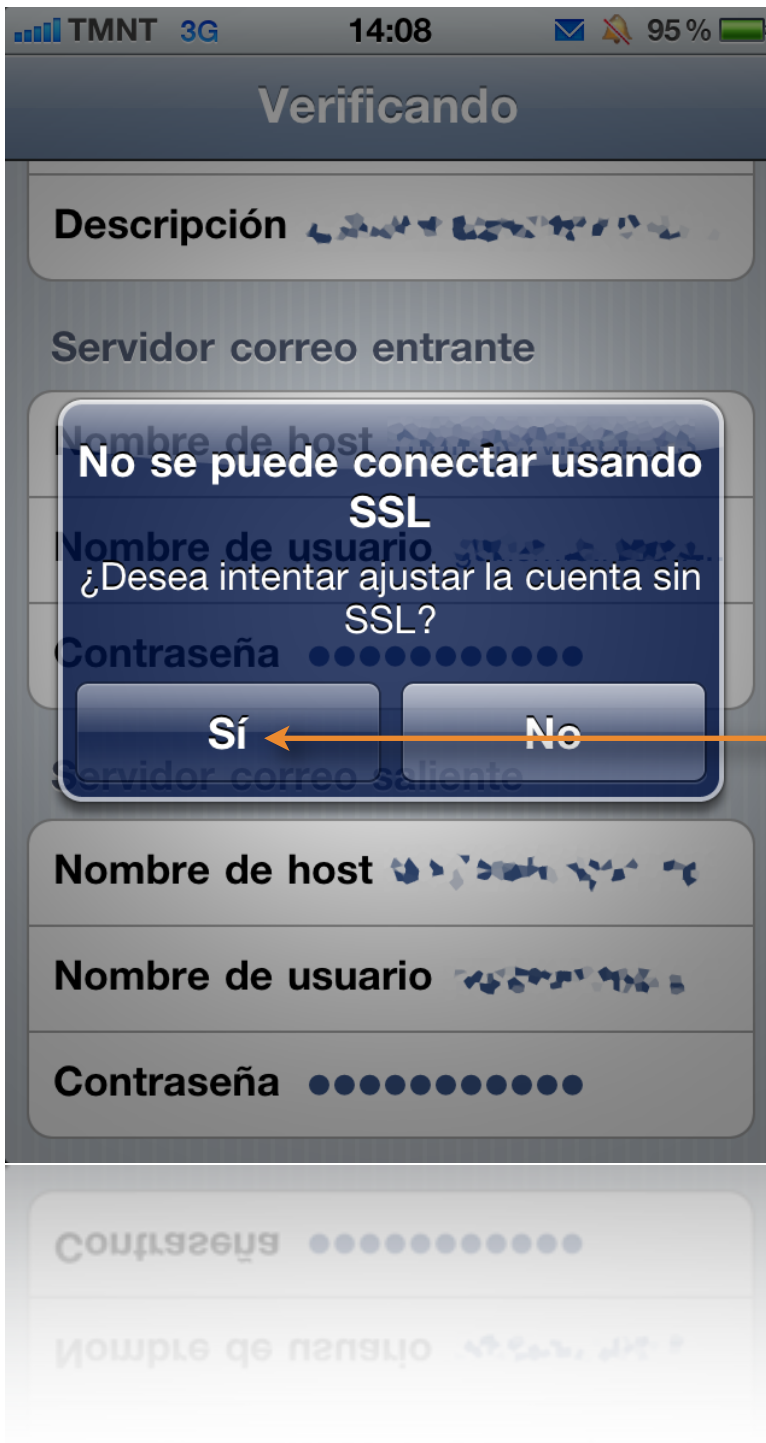 TMNT 3G 14:08 95 %
Verificando
Descripción
Servidor correo entrante
Nombre de host
No se puede conectar usando
SSL
Nombre de usuario
¿Desea intentar ajustar la cuenta sin
SSL?
Contraseña ●●●●●●●●●●●
Sí No
Servidor correo saliente
Nombre de host
Nombre de usuario
Contraseña ●●●●●●●●●●●
Contraseña ●●●●●●●●●●●
Nombre de usuario